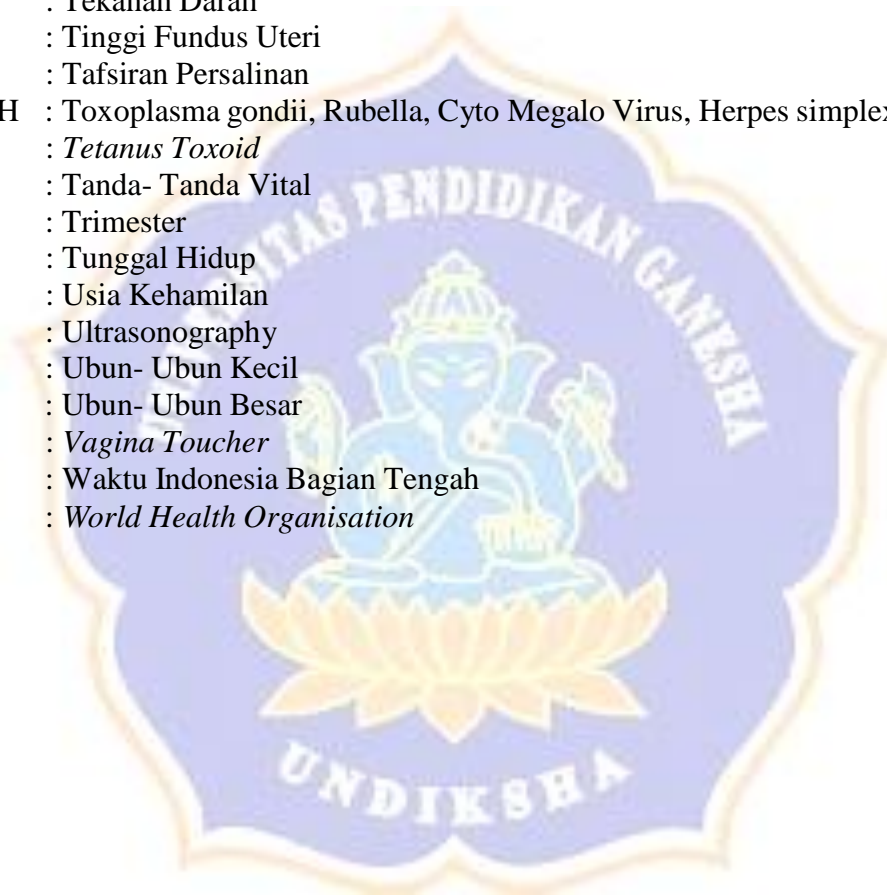 : Tekanan Darah
: Tinggi Fundus Uteri
: Tafsiran Persalinan
H : Toxoplasma gondii, Rubella, Cyto Megalo Virus, Herpes simplex
: Tetanus Toxoid
: Tanda- Tanda Vital
: Trimester
: Tunggal Hidup
: Usia Kehamilan
: Ultrasonography
: Ubun- Ubun Kecil
: Ubun- Ubun Besar
: Vagina Toucher
: Waktu Indonesia Bagian Tengah
: World Health Organisation
UNIVERSITAS PENDIDIKAN GANESHA
UNDIKSHA